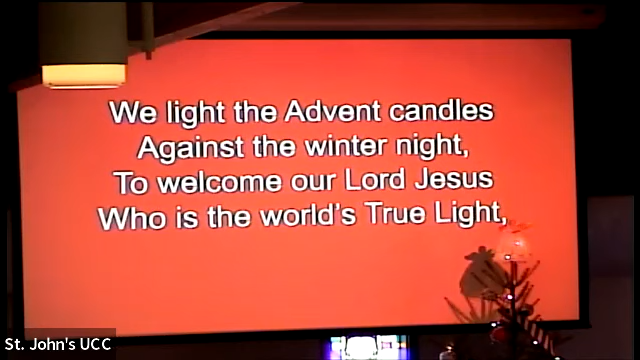 We light the Advent candles
Against the winter night,
To welcome our Lord Jesus
Who is the world's True Light,
St. John's UCC